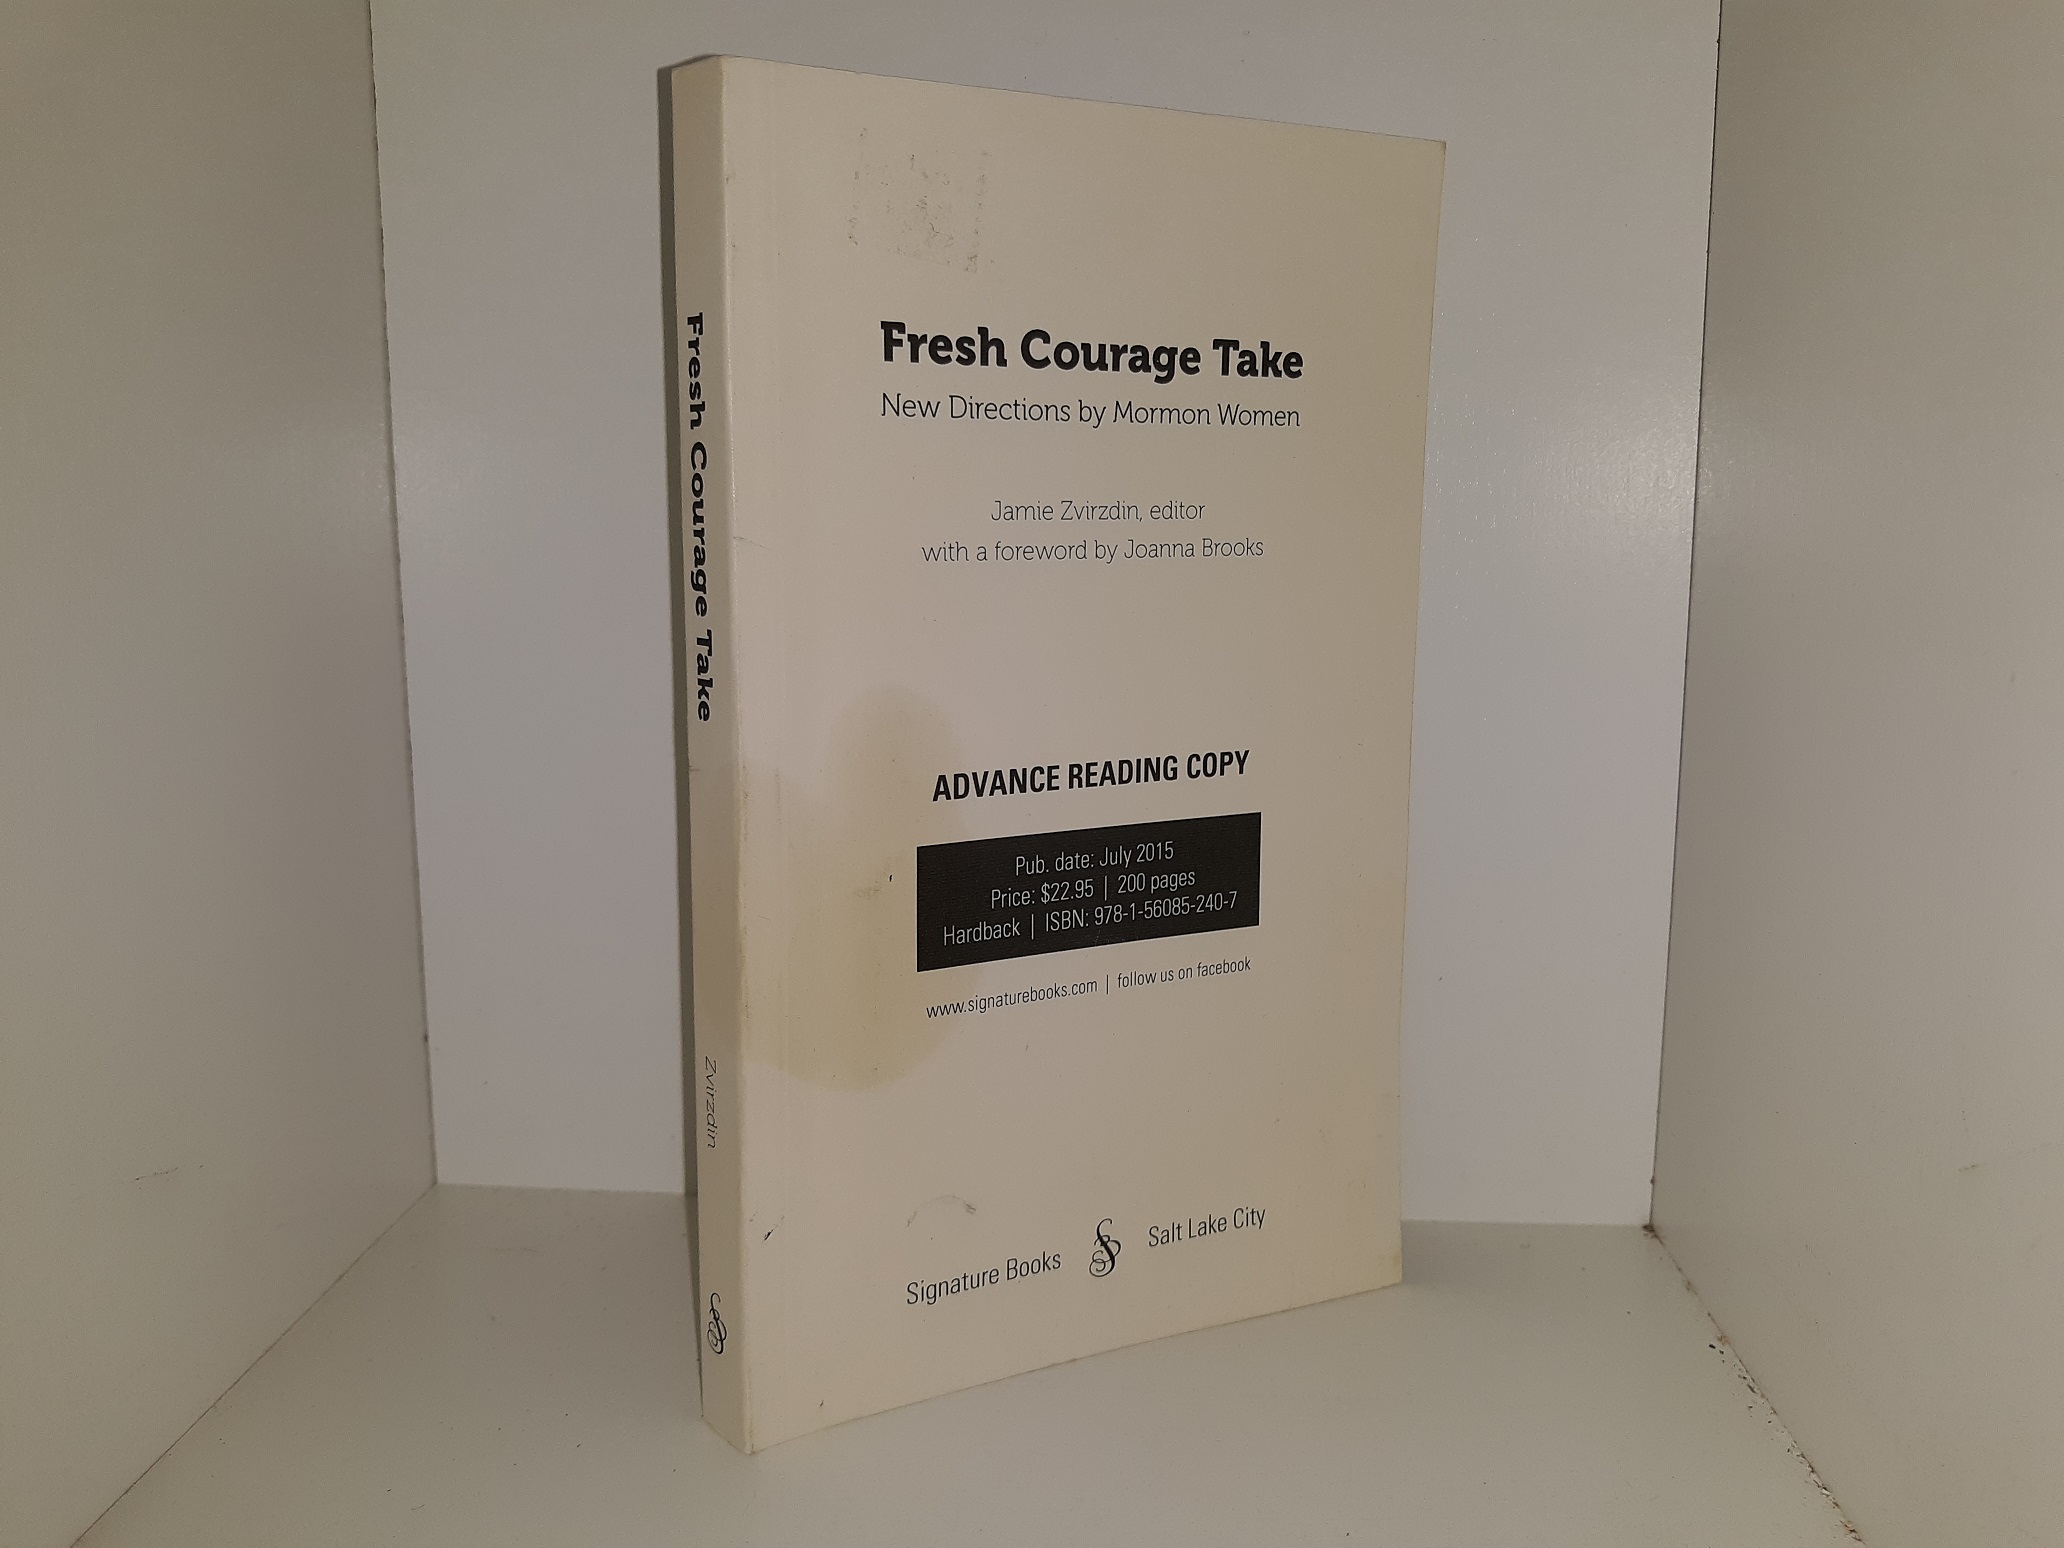 Fresh Courage Take
Zvirzdin
Fresh Courage Take
New Directions by Mormon Women
Jamie Zvirzdin, editor
with a foreword by Joanna Brooks
ADVANCE READING COPY
Pub. date: July 2015
Price: $22.95 | 200 pages
Hardback | ISBN: 978-1-56085-240-7
www.signaturebooks.com | follow us on facebook
Signature Books Salt Lake City